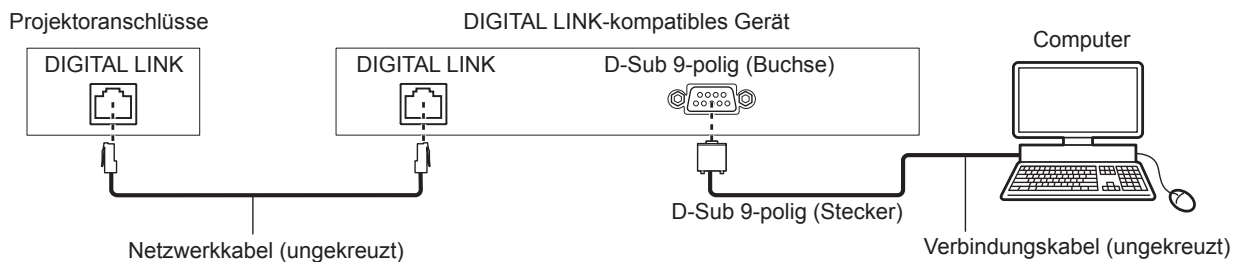 Projektoranschlüsse
DIGITAL LINK-kompatibles Gerät
Computer
DIGITAL LINK
DIGITAL LINK
D-Sub 9-polig (Buchse)
D-Sub 9-polig (Stecker)
Netzwerkkabel (ungekreuzt)
Verbindungskabel (ungekreuzt)